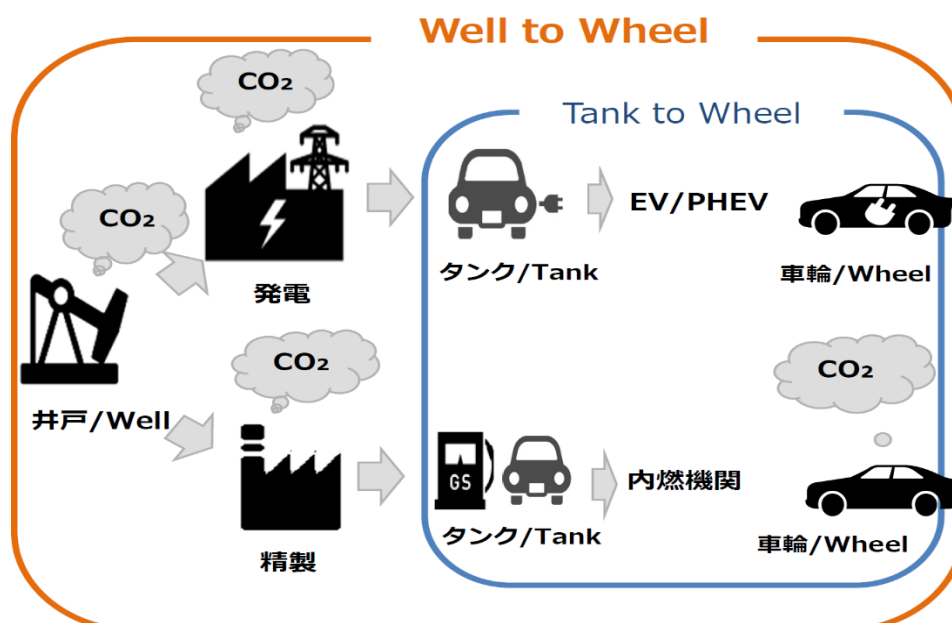 Well to Wheel
CO₂
Tank to Wheel
CO₂
EV/PHEV
発電
タンク/Tank
車輪/Wheel
CO₂
CO₂
井戸/Well
GS
内燃機関
タンク/Tank
車輪/Wheel
精製